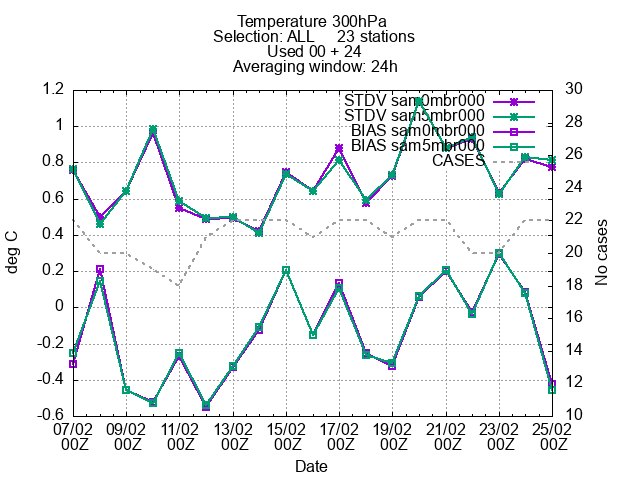 Temperature 300hPa
Selection: ALL 23 stations
Used 00 + 24
Averaging window: 24h
STDV sam0mbr000
STDV sam5mbr000
BIAS sam0mbr000
BIAS sam5mbr000
CASES
1.2
1
0.8
0.6
0.4
0.2
0
-0.2
-0.4
-0.6
deg C
30
28
26
24
22
20
18
16
14
12
10
No cases
07/02 09/02 11/02 13/02 15/02 17/02 19/02 21/02 23/02 25/02
00Z 00Z 00Z 00Z 00Z 00Z 00Z 00Z 00Z 00Z
Date